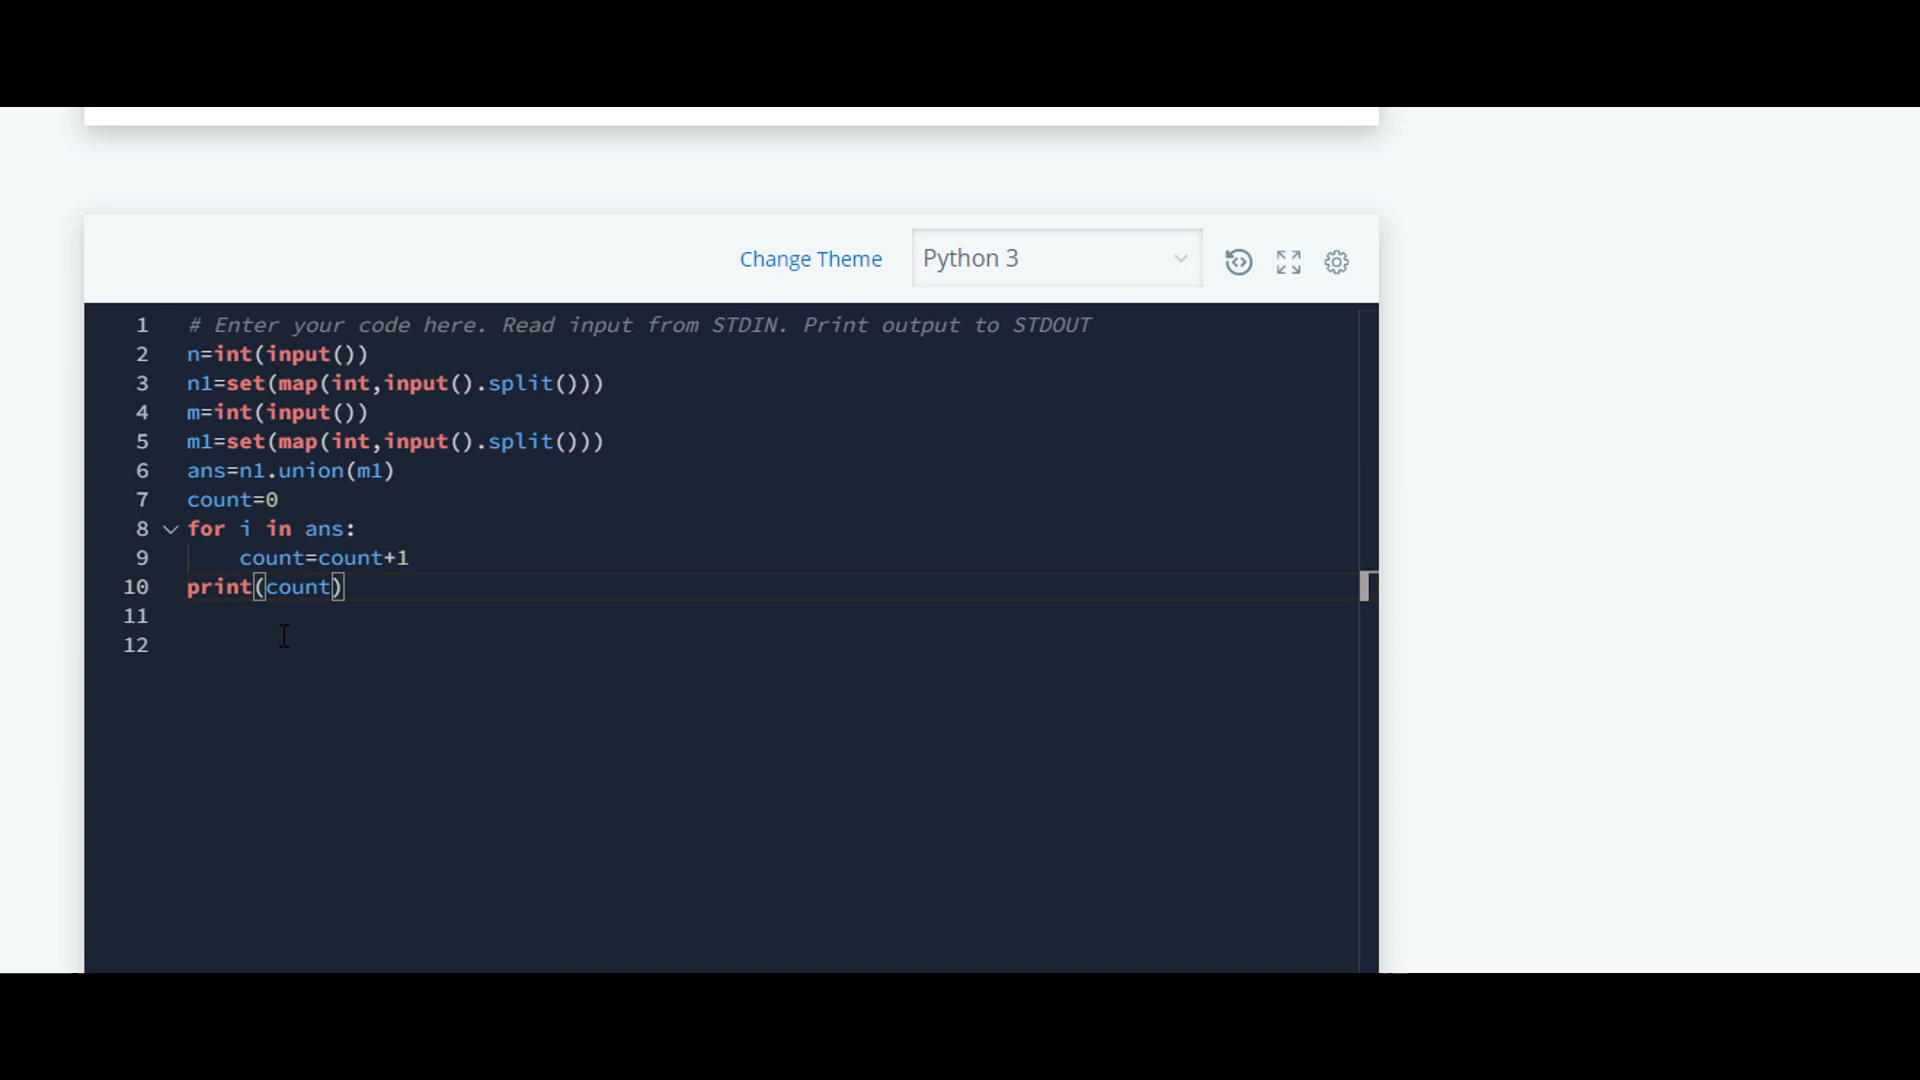 Change Theme
Python 3
1 # Enter your code here. Read input from STDIN. Print output to STDOUT
2 n=int(input())
3 n1=set(map(int,input().split()))
4 m=int(input())
5 m1=set(map(int,input().split()))
6 ans=n1.union(m1)
7 count=0
8 for i in ans:
9     count=count+1
10 print(count)
11
12